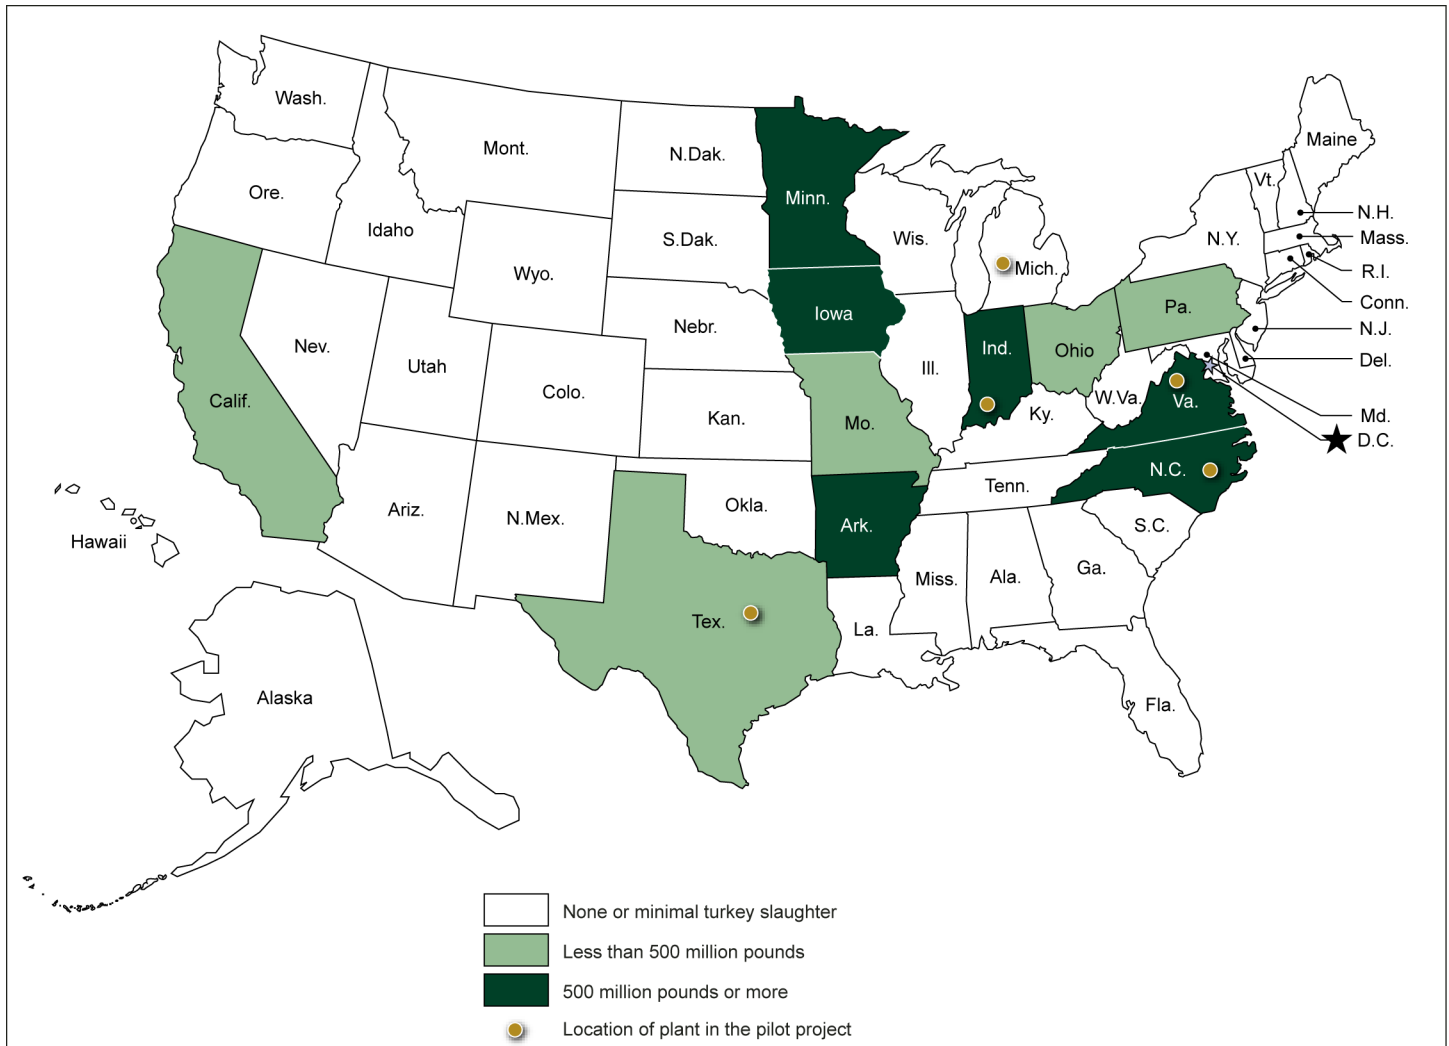 Wash.
Maine
Mont.
N.Dak.
Vt.
Ore.
Minn.
N.H.
Idaho
S.Dak.
Wis.
N.Y.
Mass.
Mich.
R.I.
Wyo.
Conn.
Pa.
Iowa
Nebr.
N.J.
Nev.
Ind.
Ohio
Del.
Utah
Ill.
Colo.
Calif.
W.Va.
Va.
Kan.
Mo.
Ky.
Md.
D.C.
N.C.
Tenn.
Ariz.
N.Mex.
Okla.
Ark.
S.C.
Hawaii
Miss.
Ala.
Ga.
Tex.
La.
Alaska
Fla.
None or minimal turkey slaughter
Less than 500 million pounds
500 million pounds or more
Location of plant in the pilot project